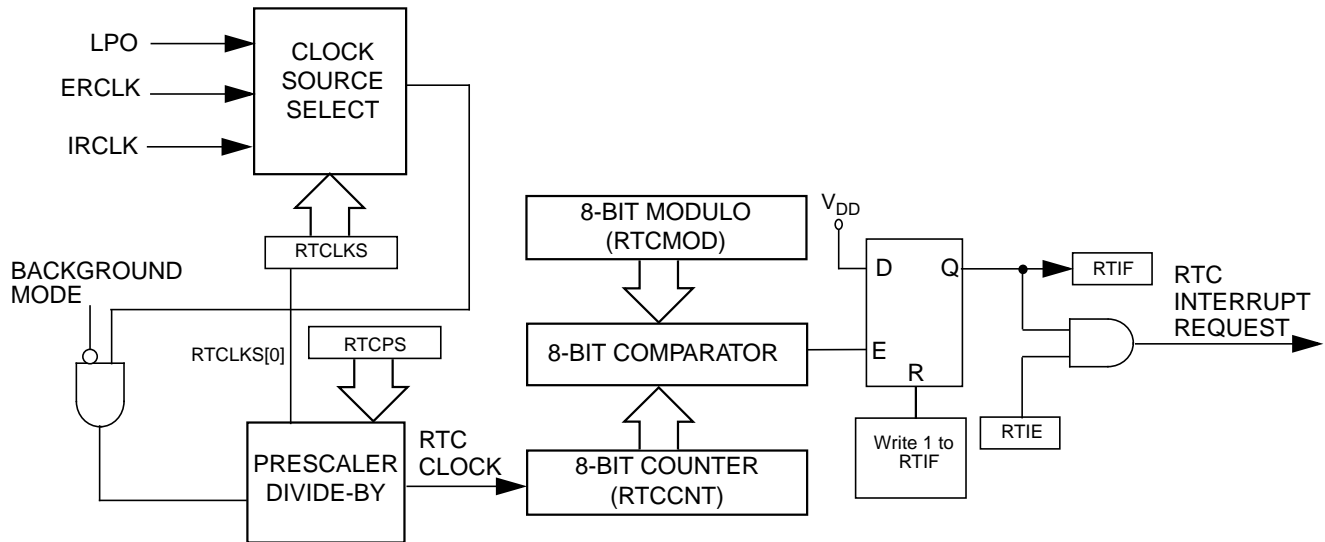 LPO
ERCLK
IRCLK
CLOCK
SOURCE
SELECT
RTCLKS
BACKGROUND
MODE
RTCLKS[0]
RTCPS
PRESCALER
DIVIDE-BY
RTC
CLOCK
8-BIT MODULO
(RTCMOD)
8-BIT COMPARATOR
8-BIT COUNTER
(RTCCNT)
VDD
D
Q
E
R
Write 1 to
RTIF
RTIF
RTIE
RTC
INTERRUPT
REQUEST